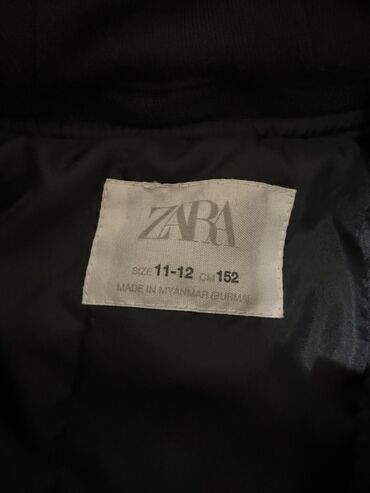 ZARA
SIZE 11-12 CM 152
MADE IN MYANMAR (BURMA)